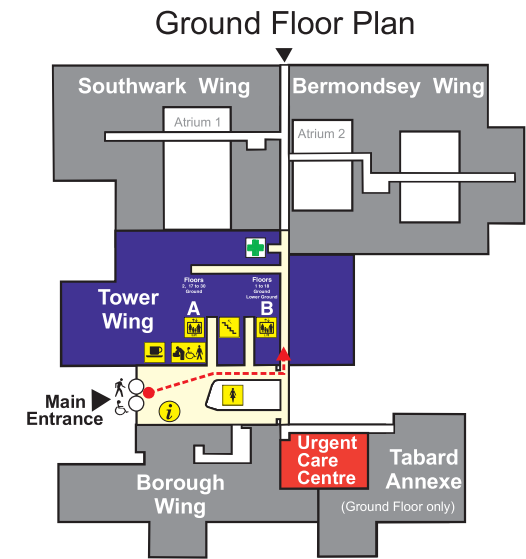 Ground Floor Plan
Southwark Wing
Bermondsey Wing
Atrium 1
Atrium 2
Floors
2, 17 to 30
Ground
Floors
1 to 18
Ground
Lower Ground
Tower
Wing
A
B
Main
Entrance
i
Urgent
Care
Centre
Tabard
Annexe
(Ground Floor only)
Borough
Wing